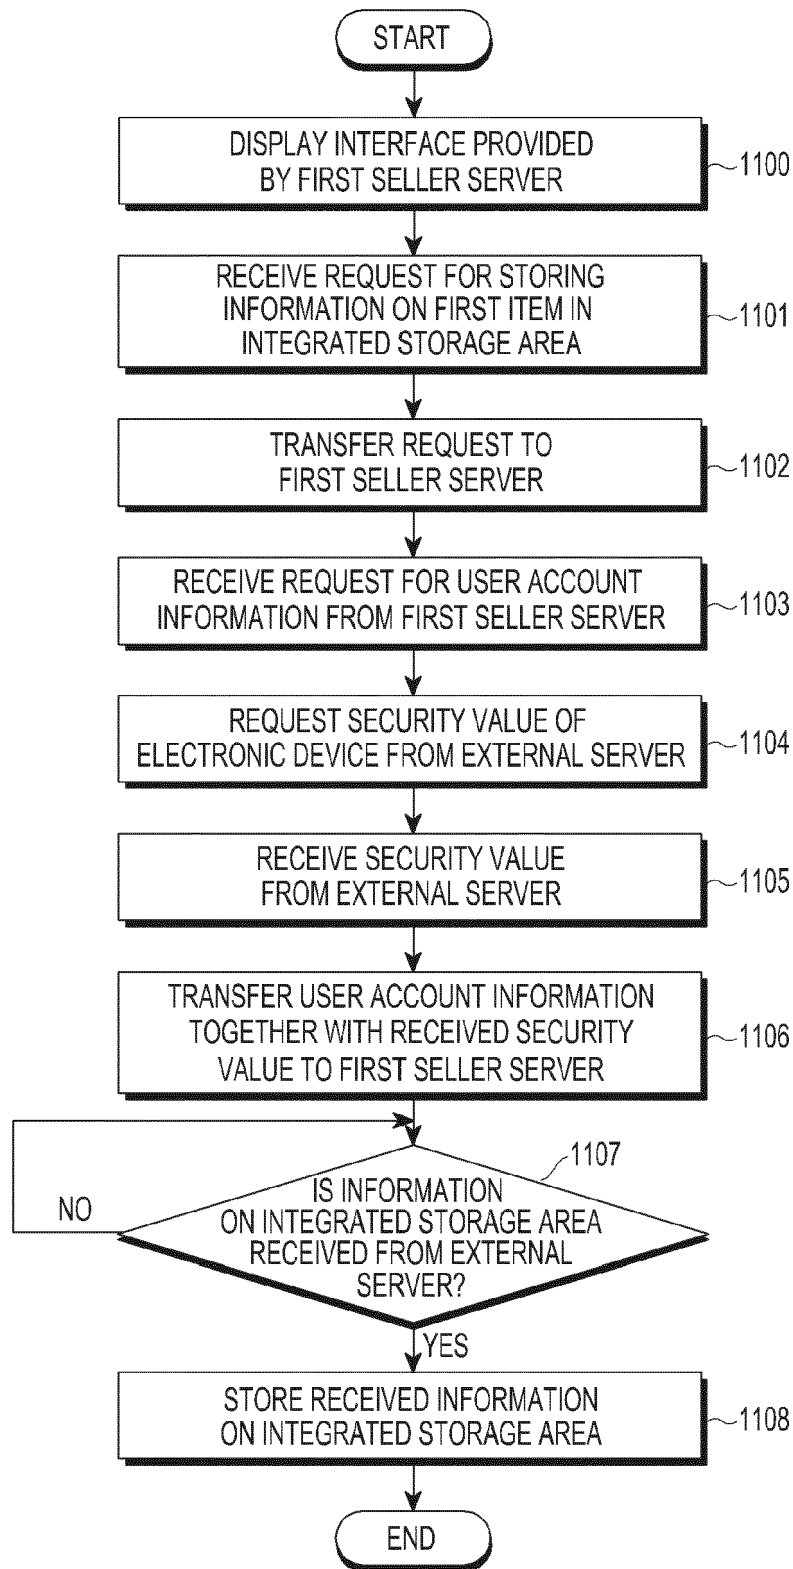 START
DISPLAY INTERFACE PROVIDED
BY FIRST SELLER SERVER
1100
RECEIVE REQUEST FOR STORING
INFORMATION ON FIRST ITEM IN
INTEGRATED STORAGE AREA
1101
TRANSFER REQUEST TO
FIRST SELLER SERVER
1102
RECEIVE REQUEST FOR USER ACCOUNT
INFORMATION FROM FIRST SELLER SERVER
1103
REQUEST SECURITY VALUE OF
ELECTRONIC DEVICE FROM EXTERNAL SERVER
1104
RECEIVE SECURITY VALUE
FROM EXTERNAL SERVER
1105
TRANSFER USER ACCOUNT INFORMATION
TOGETHER WITH RECEIVED SECURITY
VALUE TO FIRST SELLER SERVER
1106
1107
IS INFORMATION
ON INTEGRATED STORAGE AREA
RECEIVED FROM EXTERNAL
SERVER?
NO
YES
STORE RECEIVED INFORMATION
ON INTEGRATED STORAGE AREA
1108
END